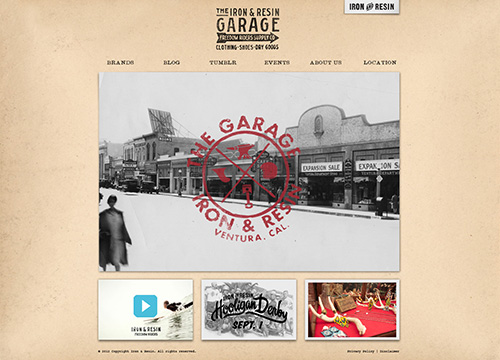 THE IRON & RESIN
GARAGE
FREEDOM RIDERS SUPPLY CO
CLOTHING·SHOES·DRY GOODS
IRON AND RESIN
BRANDS BLOG TUMBLR EVENTS ABOUT US LOCATION
THE GARAGE
EXPANSION SALE
EXPANSION SALE
IRON & RESIN
VENTURA, CAL.
IRON & RESIN
FREEDOM RIDERS
IRON & RESIN
Hooligan Derby
SEPT. 1
© 2012 Copyright Iron & Resin. All rights reserved.
Privacy Policy | Disclaimer